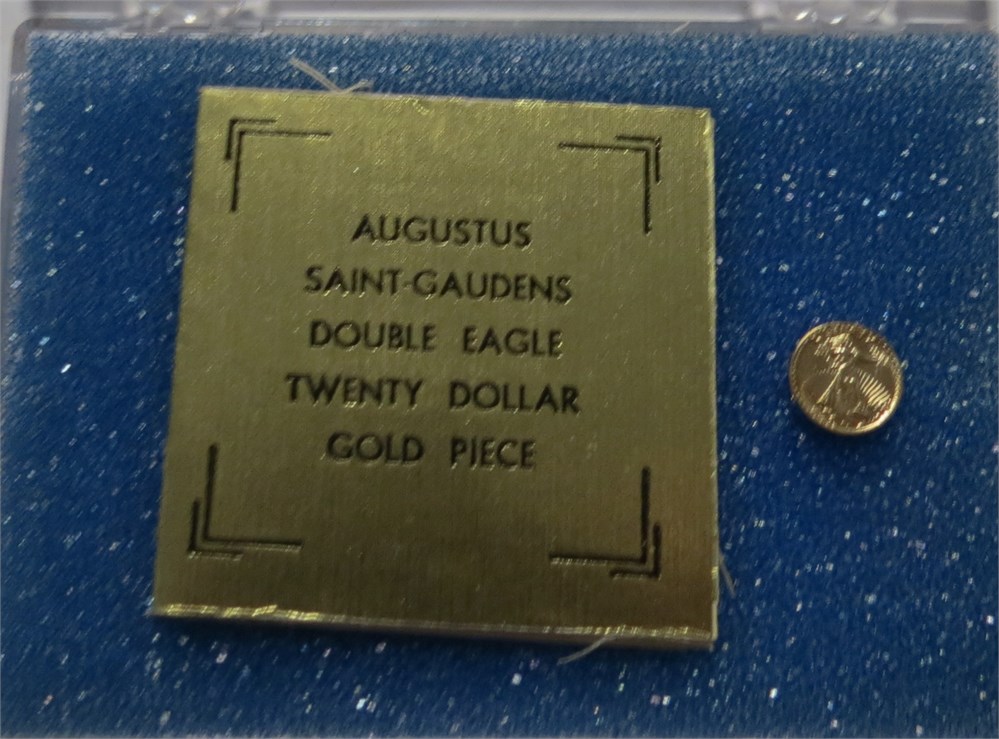 AUGUSTUS
SAINT-GAUDENS
DOUBLE EAGLE
TWENTY DOLLAR
GOLD PIECE